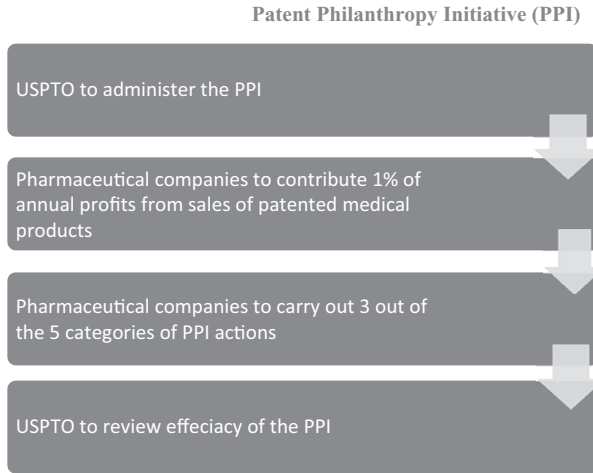 Patent Philanthropy Initiative (PPI)
USPTO to administer the PPI
Pharmaceutical companies to contribute 1% of
annual profits from sales of patented medical
products
Pharmaceutical companies to carry out 3 out of
the 5 categories of PPI actions
USPTO to review effeciacy of the PPI